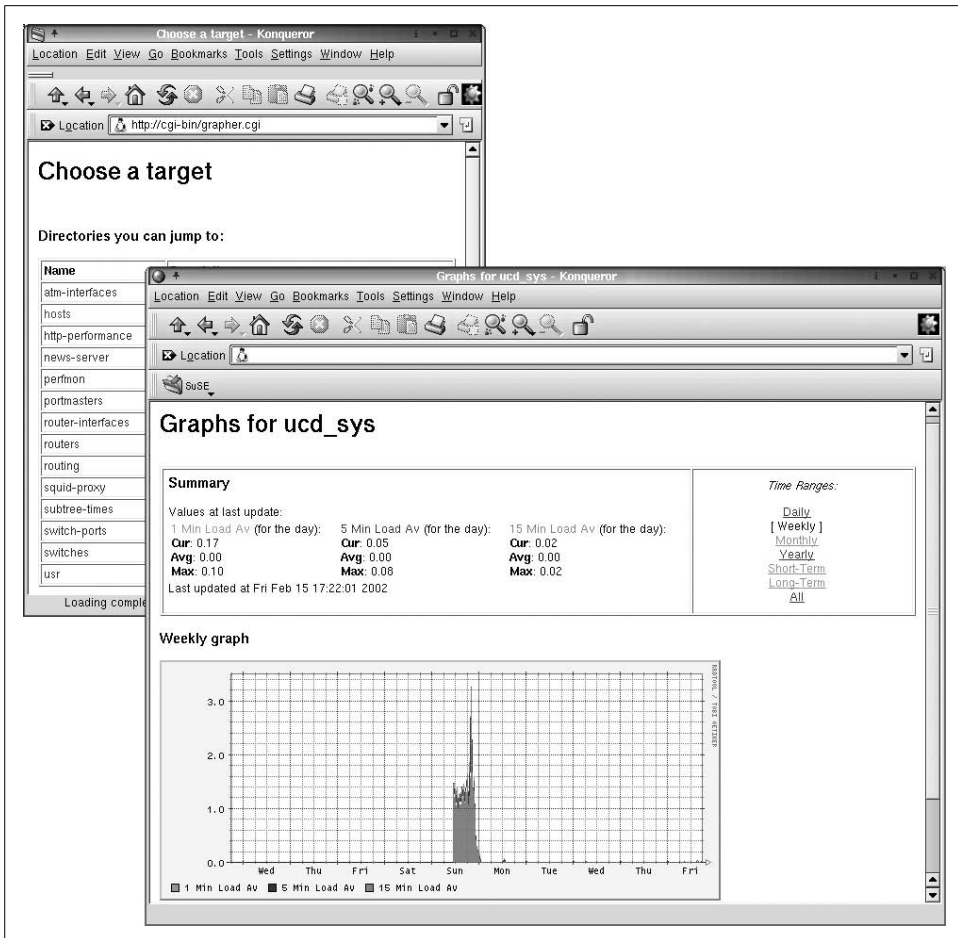 Choose a target - Konqueror
Location Edit View Go Bookmarks Tools Settings Window Help
Location http://cgi-bin/grapher.cgi
Choose a target
Directories you can jump to:
Name
atm-interfaces
hosts
http-performance
news-server
perfmon
portmasters
router-interfaces
routers
routing
squid-proxy
subtree-times
switch-ports
switches
usr
Loading comple
Graphs for ucd_sys - Konqueror
Location Edit View Go Bookmarks Tools Settings Window Help
Location
SuSE
Graphs for ucd_sys
Summary
Values at last update:
1 Min Load Av (for the day): 5 Min Load Av (for the day): 15 Min Load Av (for the day):
Cur: 0.17 Cur: 0.05 Cur: 0.02
Avg: 0.00 Avg: 0.00 Avg: 0.00
Max: 0.10 Max: 0.08 Max: 0.02
Last updated at Fri Feb 15 17:22:01 2002
Time Ranges:
Daily
[ Weekly ]
Monthly
Yearly
Short-Term
Long-Term
All
Weekly graph
RRDTOOL / TOBI OETIKER
3.0
2.0
1.0
0.0
Wed Thu Fri Sat Sun Mon Tue Wed Thu Fri
1 Min Load Av 5 Min Load Av 15 Min Load Av